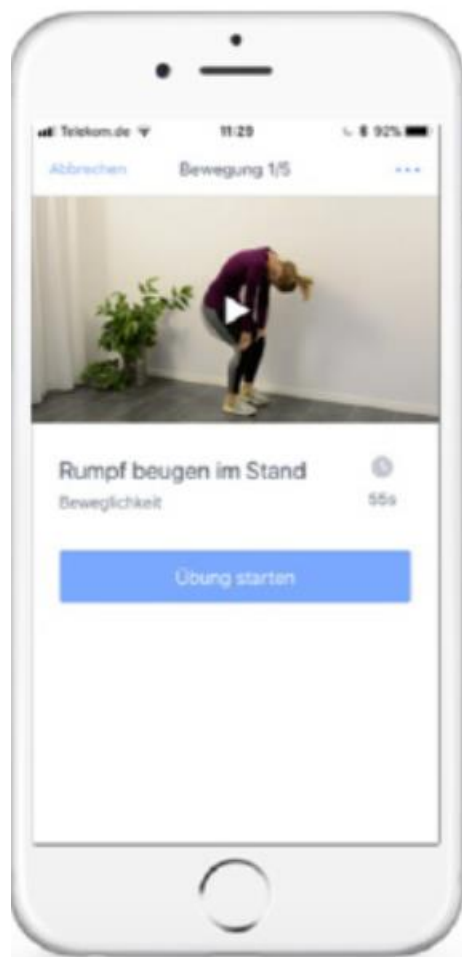 Telekom.de 11:29 92%
Abbrechen Bewegung 1/5 •••
Rumpf beugen im Stand
Beweglichkeit 55s
Übung starten